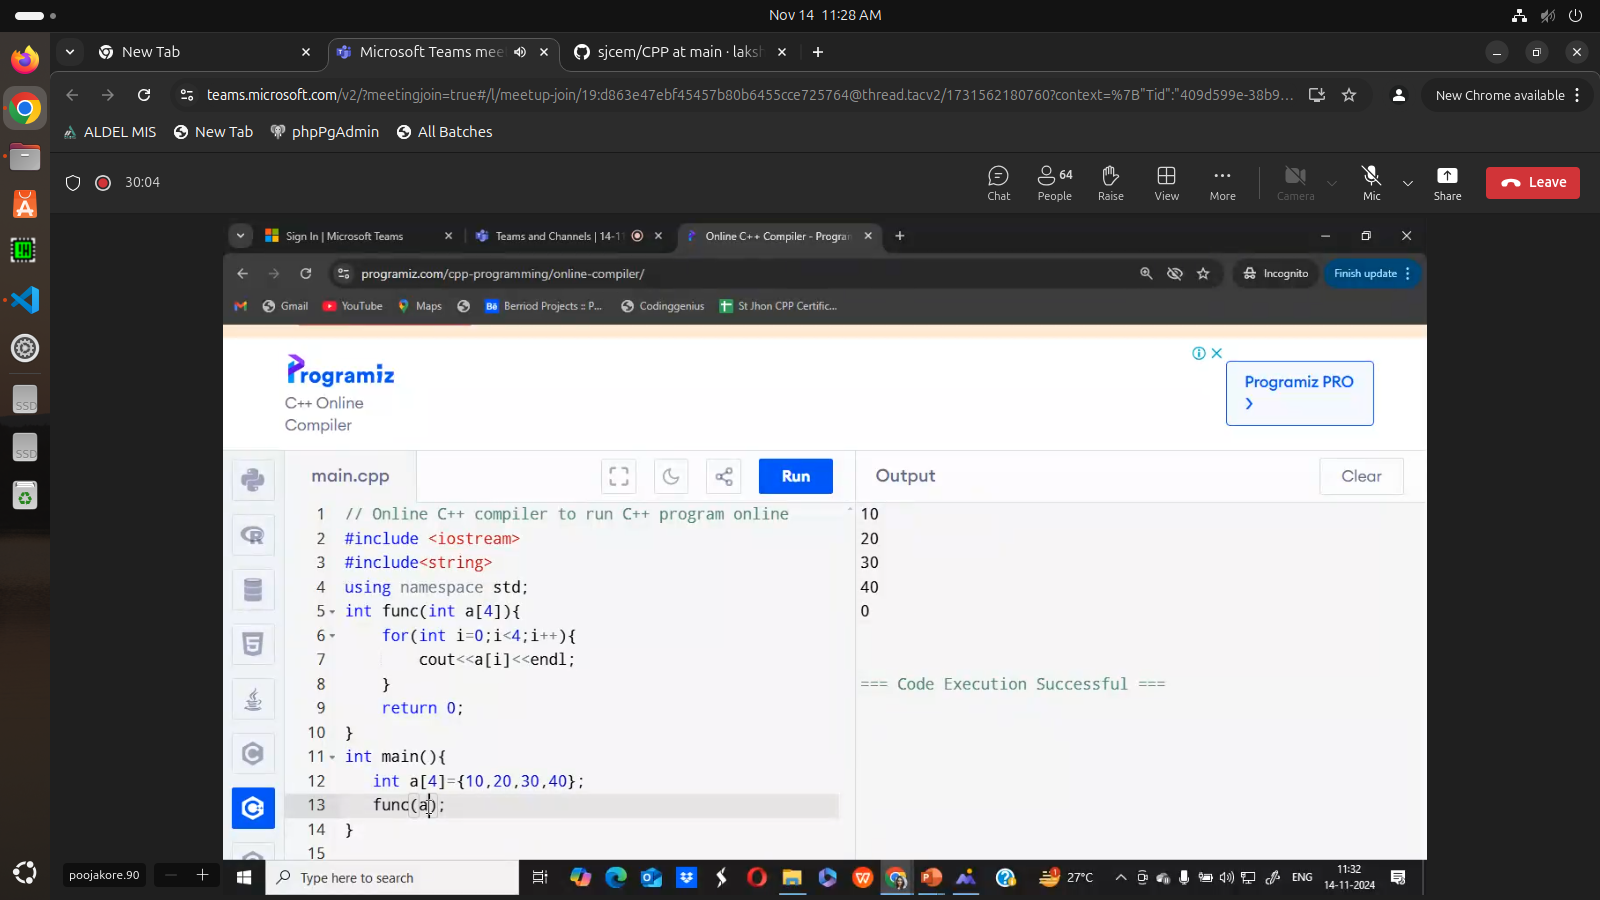 Nov 14 11:28 AM
New Tab
Microsoft Teams mee
sjcem/CPP at main · laksh
teams.microsoft.com/v2/?meetingjoin=true#/l/meetup-join/19:d863e47ebf45457b80b6455cce725764@thread.tacv2/1731562180760?context=%7B"Tid":"409d599e-38b9...
New Chrome available
ALDEL MIS
New Tab
phpPgAdmin
All Batches
30:04
Chat
64
People
Raise
View
More
Camera
Mic
Share
Leave
Sign In | Microsoft Teams
Teams and Channels | 14-11
Online C++ Compiler - Program
programiz.com/cpp-programming/online-compiler/
Incognito
Finish update
Gmail
YouTube
Maps
Bē
Berriod Projects :: P...
Codinggenius
St Jhon CPP Certific...
Programiz
C++ Online
Compiler
Programiz PRO
main.cpp
Run
Output
Clear
1 // Online C++ compiler to run C++ program online
2 #include <iostream>
3 #include<string>
4 using namespace std;
5 int func(int a[4]){
6 for(int i=0;i<4;i++){
7 cout<<a[i]<<endl;
8 }
9 return 0;
10 }
11 int main(){
12 int a[4]={10,20,30,40};
13 func(a);
14 }
15
10
20
30
40
0
=== Code Execution Successful ===
SSD
SSD
poojakore.90
Type here to search
27°C
ENG
11:32
14-11-2024